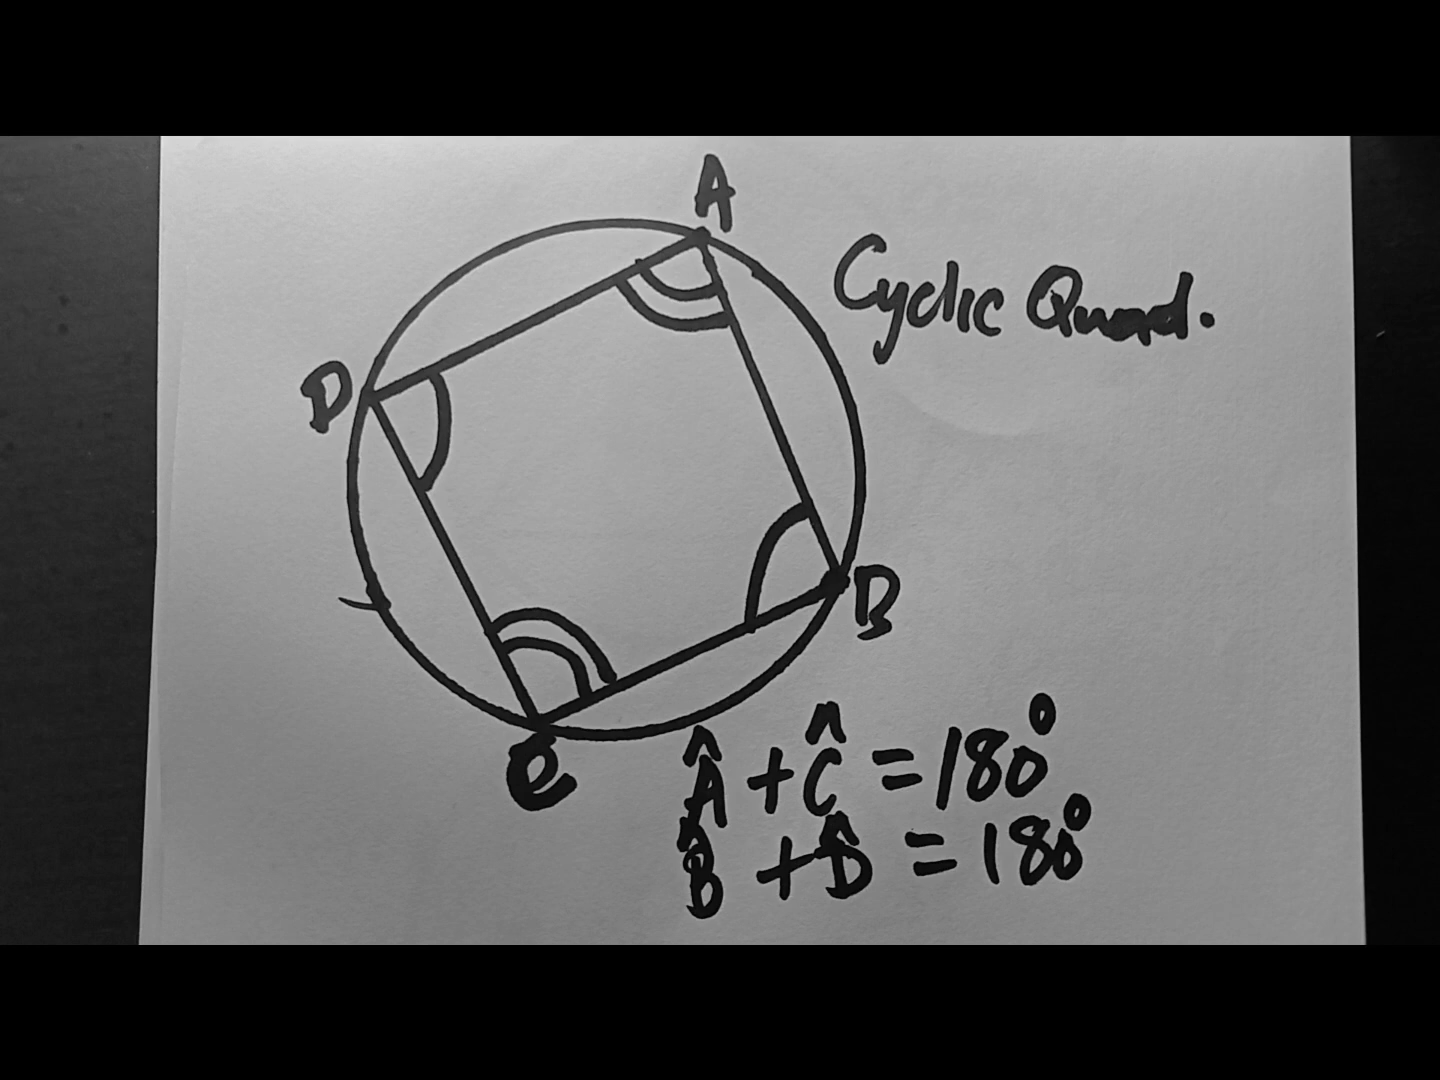 A
Cyclic Quad.
D
B
C
Â + Ĉ = 180°
B̂ + D̂ = 180°